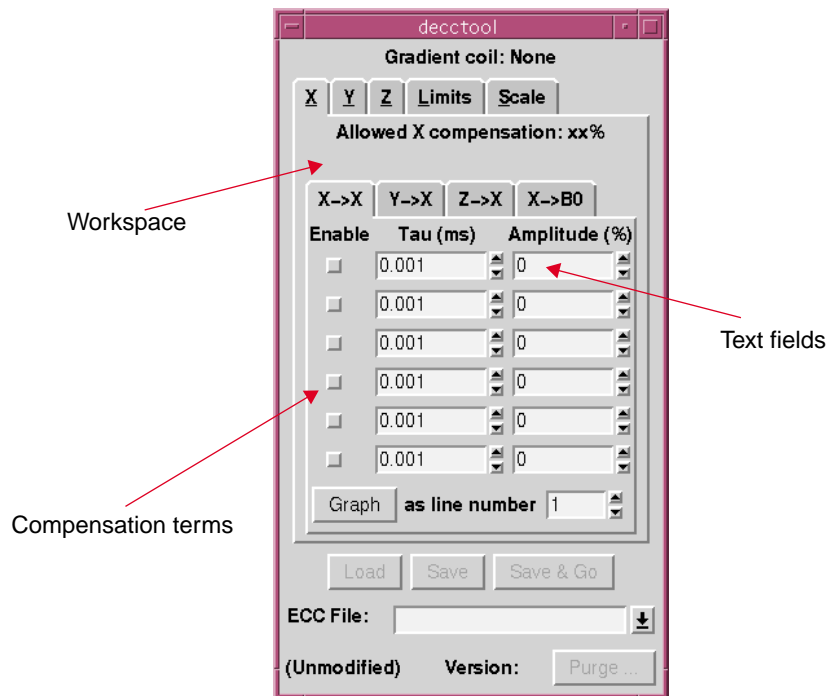 decctool
Gradient coil: None
X Y Z Limits Scale
Allowed X compensation: xx%
Workspace
X->X Y->X Z->X X->B0
Enable Tau (ms) Amplitude (%)
0.001 0
0.001 0
Text fields
0.001 0
0.001 0
0.001 0
0.001 0
Compensation terms
Graph as line number 1
Load Save Save & Go
ECC File:
(Unmodified) Version: Purge ...